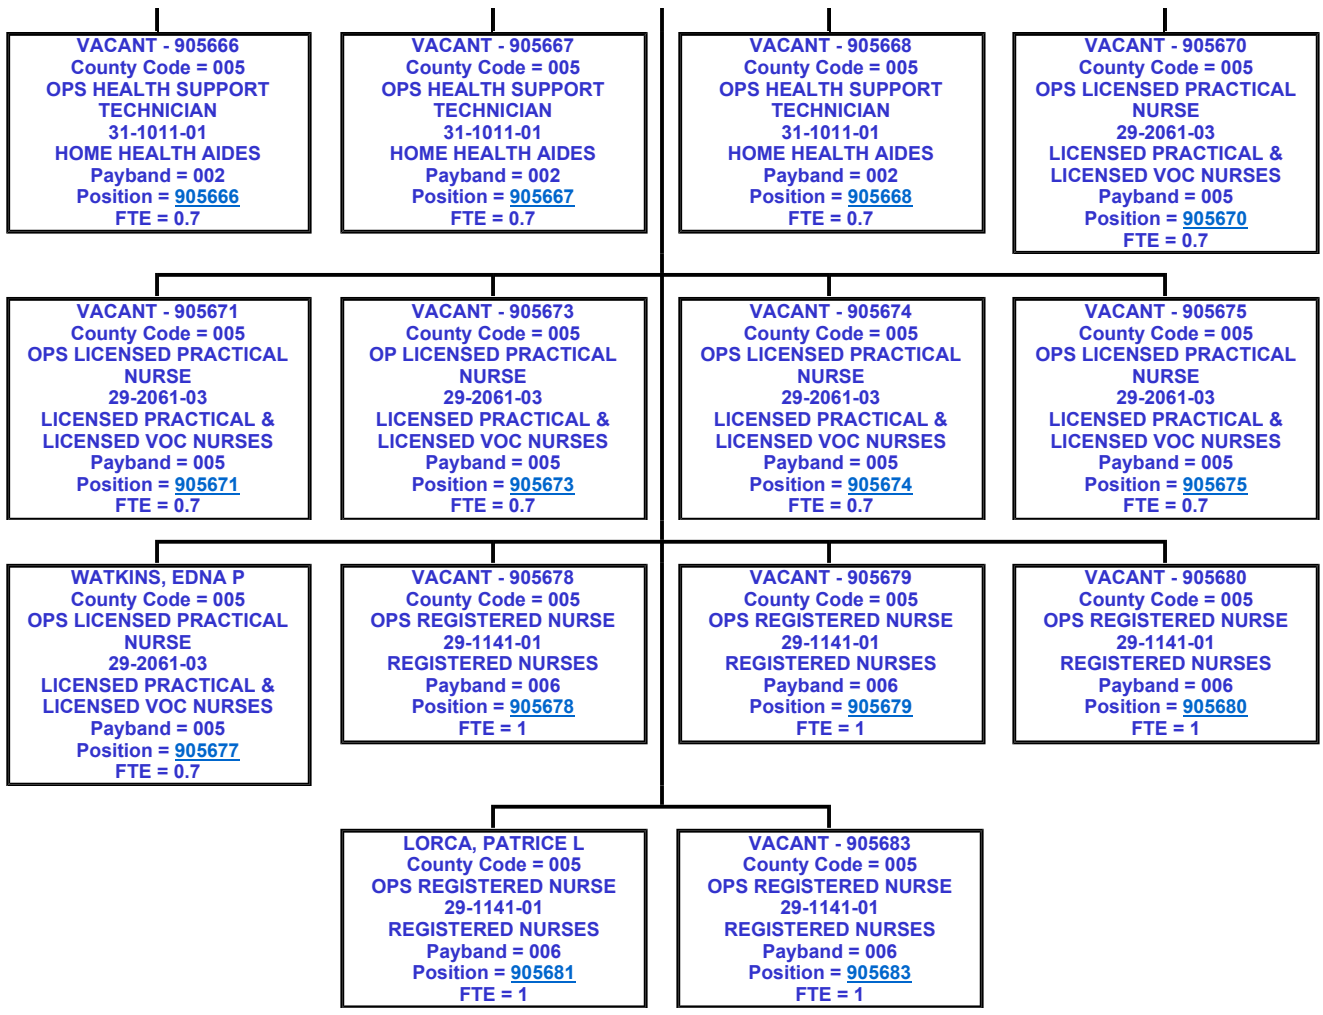 VACANT - 905666
County Code = 005
OPS HEALTH SUPPORT
TECHNICIAN
31-1011-01
HOME HEALTH AIDES
Payband = 002
Position = 905666
FTE = 0.7
VACANT - 905667
County Code = 005
OPS HEALTH SUPPORT
TECHNICIAN
31-1011-01
HOME HEALTH AIDES
Payband = 002
Position = 905667
FTE = 0.7
VACANT - 905668
County Code = 005
OPS HEALTH SUPPORT
TECHNICIAN
31-1011-01
HOME HEALTH AIDES
Payband = 002
Position = 905668
FTE = 0.7
VACANT - 905670
County Code = 005
OPS LICENSED PRACTICAL
NURSE
29-2061-03
LICENSED PRACTICAL &
LICENSED VOC NURSES
Payband = 005
Position = 905670
FTE = 0.7
VACANT - 905671
County Code = 005
OPS LICENSED PRACTICAL
NURSE
29-2061-03
LICENSED PRACTICAL &
LICENSED VOC NURSES
Payband = 005
Position = 905671
FTE = 0.7
VACANT - 905673
County Code = 005
OP LICENSED PRACTICAL
NURSE
29-2061-03
LICENSED PRACTICAL &
LICENSED VOC NURSES
Payband = 005
Position = 905673
FTE = 0.7
VACANT - 905674
County Code = 005
OPS LICENSED PRACTICAL
NURSE
29-2061-03
LICENSED PRACTICAL &
LICENSED VOC NURSES
Payband = 005
Position = 905674
FTE = 0.7
VACANT - 905675
County Code = 005
OPS LICENSED PRACTICAL
NURSE
29-2061-03
LICENSED PRACTICAL &
LICENSED VOC NURSES
Payband = 005
Position = 905675
FTE = 0.7
WATKINS, EDNA P
County Code = 005
OPS LICENSED PRACTICAL
NURSE
29-2061-03
LICENSED PRACTICAL &
LICENSED VOC NURSES
Payband = 005
Position = 905677
FTE = 0.7
VACANT - 905678
County Code = 005
OPS REGISTERED NURSE
29-1141-01
REGISTERED NURSES
Payband = 006
Position = 905678
FTE = 1
VACANT - 905679
County Code = 005
OPS REGISTERED NURSE
29-1141-01
REGISTERED NURSES
Payband = 006
Position = 905679
FTE = 1
VACANT - 905680
County Code = 005
OPS REGISTERED NURSE
29-1141-01
REGISTERED NURSES
Payband = 006
Position = 905680
FTE = 1
LORCA, PATRICE L
County Code = 005
OPS REGISTERED NURSE
29-1141-01
REGISTERED NURSES
Payband = 006
Position = 905681
FTE = 1
VACANT - 905683
County Code = 005
OPS REGISTERED NURSE
29-1141-01
REGISTERED NURSES
Payband = 006
Position = 905683
FTE = 1